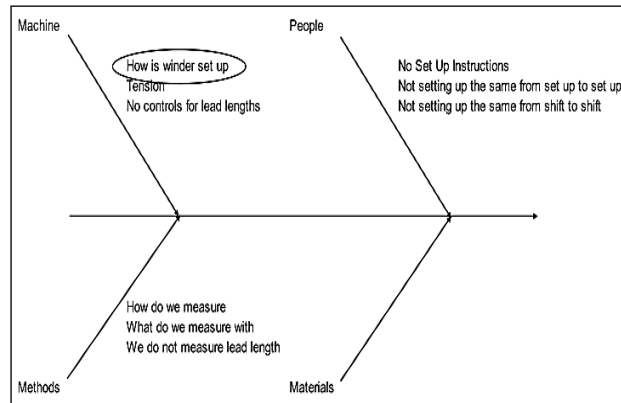 Machine
How is winder set up
Tension
No controls for lead lengths
People
No Set Up Instructions
Not setting up the same from set up to set up
Not setting up the same from shift to shift
How do we measure
What do we measure with
We do not measure lead length
Methods
Materials